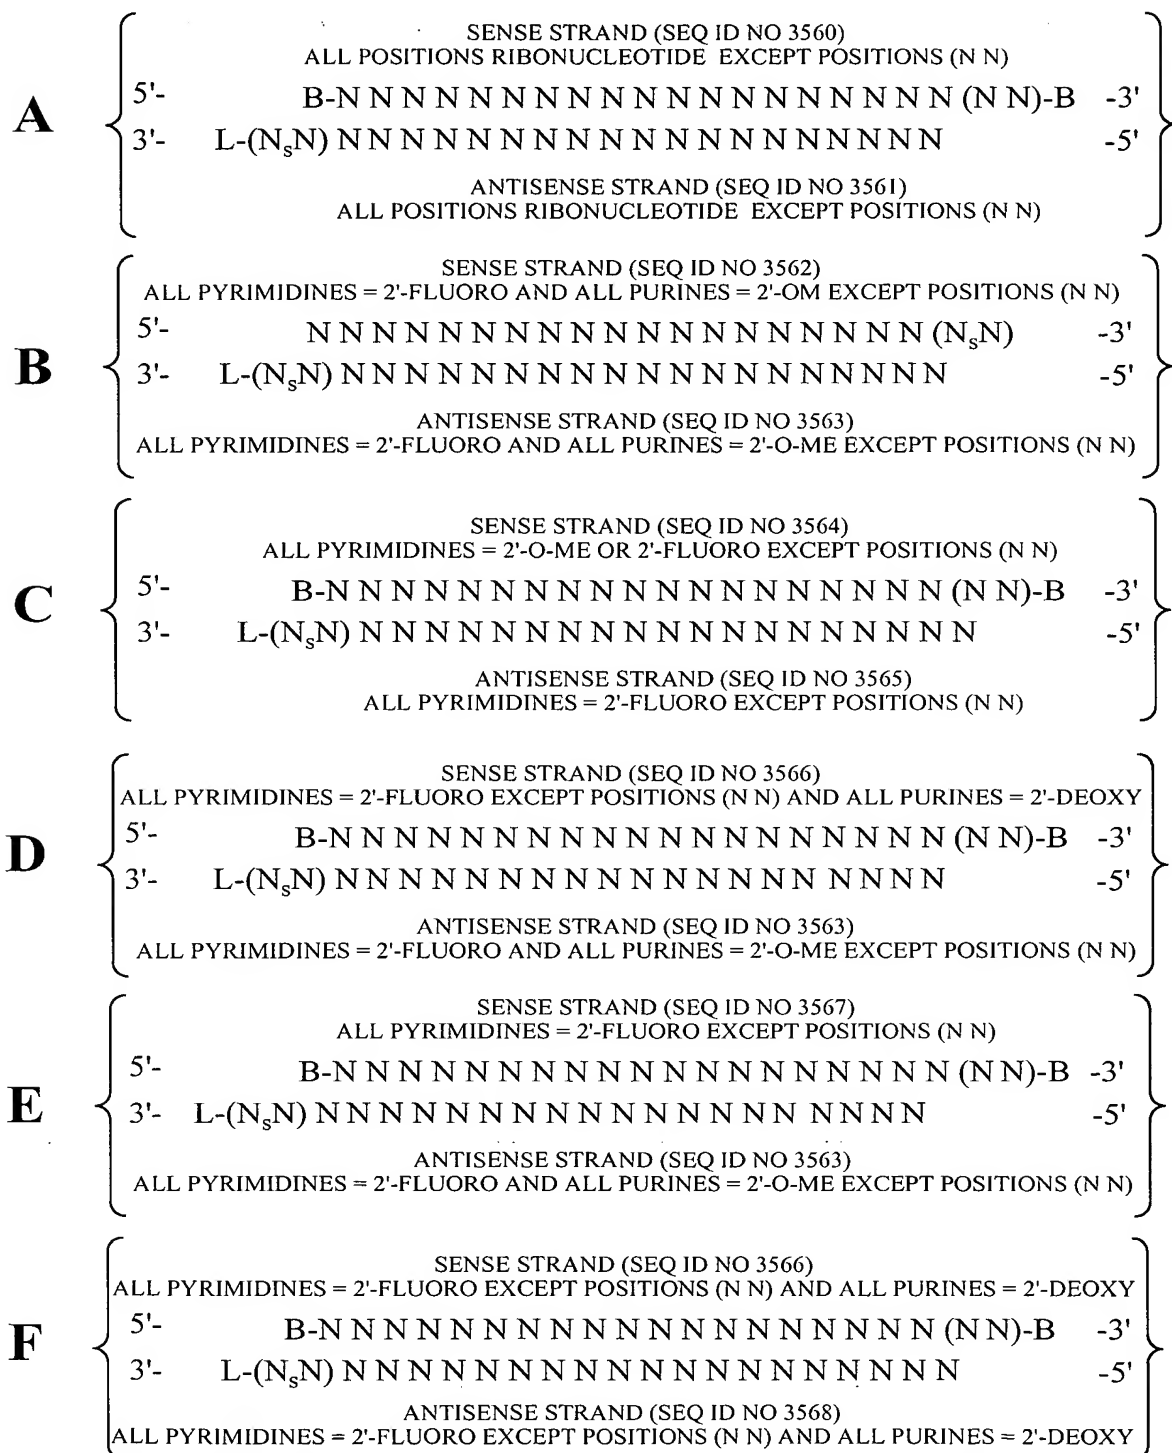 A
SENSE STRAND (SEQ ID NO 3560)
ALL POSITIONS RIBONUCLEOTIDE EXCEPT POSITIONS (N N)
5'- B-N N N N N N N N N N N N N N N N N N N (N N)-B -3'
3'- L-(NsN) N N N N N N N N N N N N N N N N N N N -5'
ANTISENSE STRAND (SEQ ID NO 3561)
ALL POSITIONS RIBONUCLEOTIDE EXCEPT POSITIONS (N N)
B
SENSE STRAND (SEQ ID NO 3562)
ALL PYRIMIDINES = 2'-FLUORO AND ALL PURINES = 2'-OM EXCEPT POSITIONS (N N)
5'- N N N N N N N N N N N N N N N N N N N (NsN) -3'
3'- L-(NsN) N N N N N N N N N N N N N N N N N N N -5'
ANTISENSE STRAND (SEQ ID NO 3563)
ALL PYRIMIDINES = 2'-FLUORO AND ALL PURINES = 2'-O-ME EXCEPT POSITIONS (N N)
C
SENSE STRAND (SEQ ID NO 3564)
ALL PYRIMIDINES = 2'-O-ME OR 2'-FLUORO EXCEPT POSITIONS (N N)
5'- B-N N N N N N N N N N N N N N N N N N N (N N)-B -3'
3'- L-(NsN) N N N N N N N N N N N N N N N N N N N -5'
ANTISENSE STRAND (SEQ ID NO 3565)
ALL PYRIMIDINES = 2'-FLUORO EXCEPT POSITIONS (N N)
D
SENSE STRAND (SEQ ID NO 3566)
ALL PYRIMIDINES = 2'-FLUORO EXCEPT POSITIONS (N N) AND ALL PURINES = 2'-DEOXY
5'- B-N N N N N N N N N N N N N N N N N N N (N N)-B -3'
3'- L-(NsN) N N N N N N N N N N N N N N N N N N N -5'
ANTISENSE STRAND (SEQ ID NO 3563)
ALL PYRIMIDINES = 2'-FLUORO AND ALL PURINES = 2'-O-ME EXCEPT POSITIONS (N N)
E
SENSE STRAND (SEQ ID NO 3567)
ALL PYRIMIDINES = 2'-FLUORO EXCEPT POSITIONS (N N)
5'- B-N N N N N N N N N N N N N N N N N N N (N N)-B -3'
3'- L-(NsN) N N N N N N N N N N N N N N N N N N N -5'
ANTISENSE STRAND (SEQ ID NO 3563)
ALL PYRIMIDINES = 2'-FLUORO AND ALL PURINES = 2'-O-ME EXCEPT POSITIONS (N N)
F
SENSE STRAND (SEQ ID NO 3566)
ALL PYRIMIDINES = 2'-FLUORO EXCEPT POSITIONS (N N) AND ALL PURINES = 2'-DEOXY
5'- B-N N N N N N N N N N N N N N N N N N N (N N)-B -3'
3'- L-(NsN) N N N N N N N N N N N N N N N N N N N -5'
ANTISENSE STRAND (SEQ ID NO 3568)
ALL PYRIMIDINES = 2'-FLUORO EXCEPT POSITIONS (N N) AND ALL PURINES = 2'-DEOXY